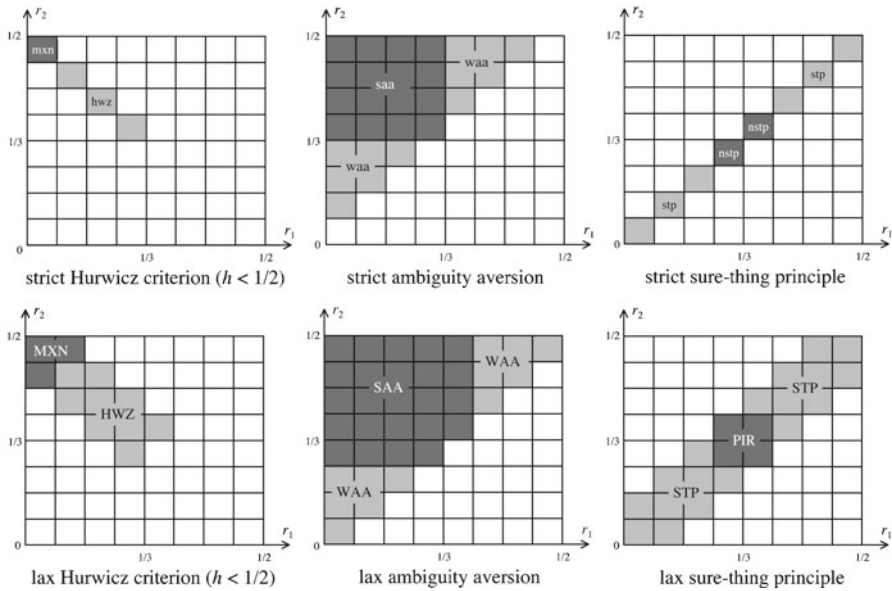 r2
1/2
mxn
hwz
1/3
0
1/3
1/2
r1
strict Hurwicz criterion (h < 1/2)
r2
1/2
saa
waa
1/3
waa
0
1/3
1/2
r1
strict ambiguity aversion
r2
1/2
stp
nstp
1/3
nstp
stp
0
1/3
1/2
r1
strict sure-thing principle
r2
1/2
MXN
HWZ
1/3
0
1/3
1/2
r1
lax Hurwicz criterion (h < 1/2)
r2
1/2
WAA
SAA
1/3
WAA
0
1/3
1/2
r1
lax ambiguity aversion
r2
1/2
STP
PIR
1/3
STP
0
1/3
1/2
r1
lax sure-thing principle